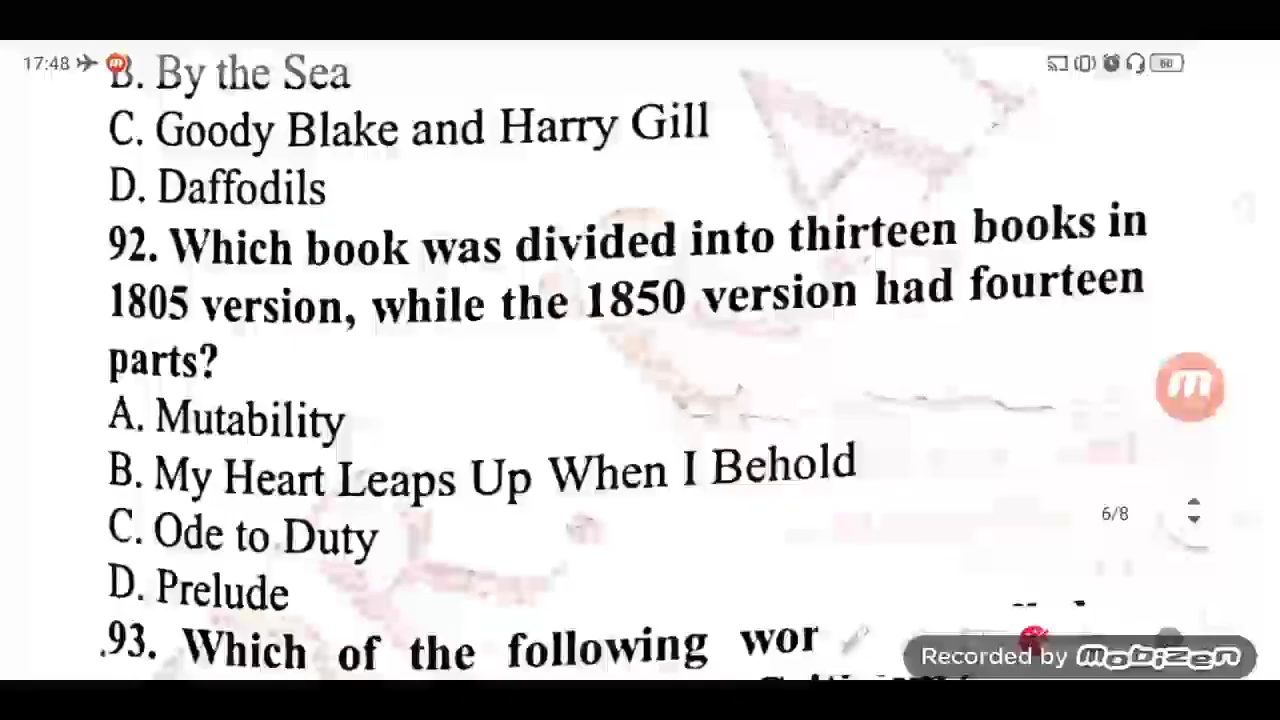 17:48
60
B. By the Sea
C. Goody Blake and Harry Gill
D. Daffodils
92. Which book was divided into thirteen books in
1805 version, while the 1850 version had fourteen
parts?
A. Mutability
B. My Heart Leaps Up When I Behold
C. Ode to Duty
6/8
D. Prelude
93. Which of the following wor
Recorded by mobizen